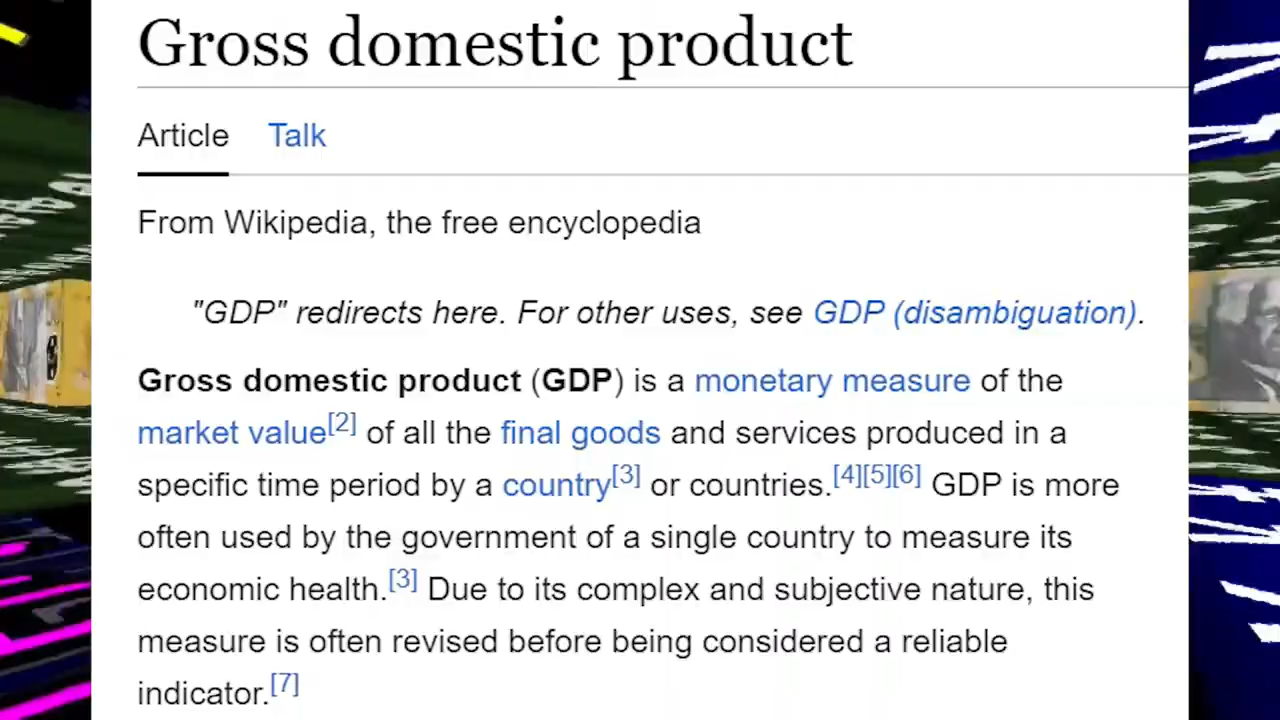 Gross domestic product
Article Talk
From Wikipedia, the free encyclopedia
"GDP" redirects here. For other uses, see GDP (disambiguation).
Gross domestic product (GDP) is a monetary measure of the
market value[2] of all the final goods and services produced in a
specific time period by a country[3] or countries.[4][5][6] GDP is more
often used by the government of a single country to measure its
economic health.[3] Due to its complex and subjective nature, this
measure is often revised before being considered a reliable
indicator.[7]